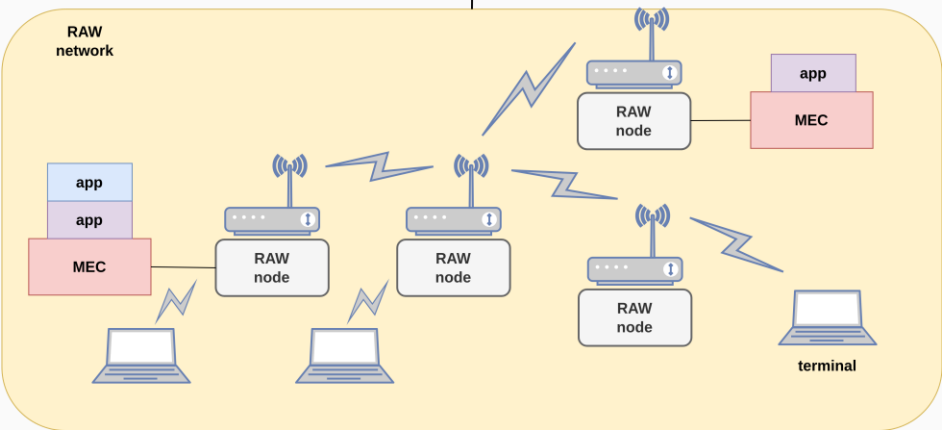 RAW
network
RAW
node
app
MEC
app
app
MEC
RAW
node
RAW
node
RAW
node
terminal